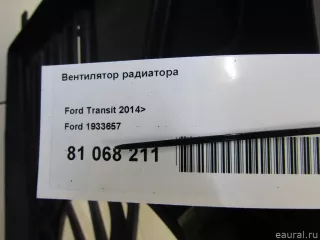 Вентилятор радиатора
Ford Transit 2014>
Ford 1933657
81 068 211
eaural.ru